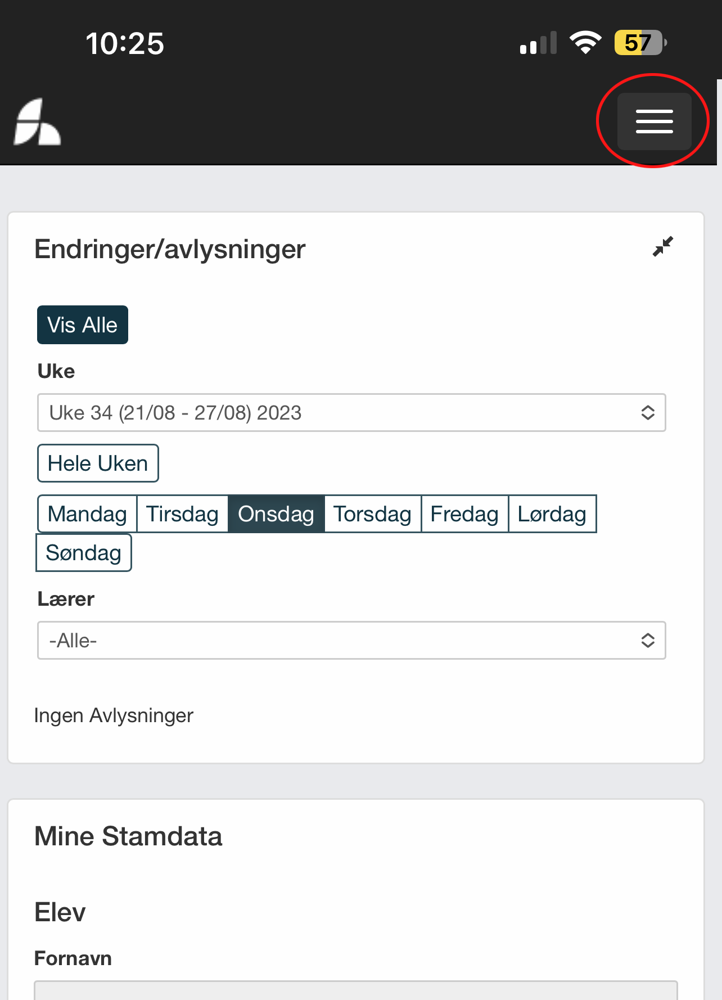 10:25
57
Endringer/avlysninger
Vis Alle
Uke
Uke 34 (21/08 - 27/08) 2023
Hele Uken
Mandag Tirsdag Onsdag Torsdag Fredag Lørdag
Søndag
Lærer
-Alle-
Ingen Avlysninger
Mine Stamdata
Elev
Fornavn